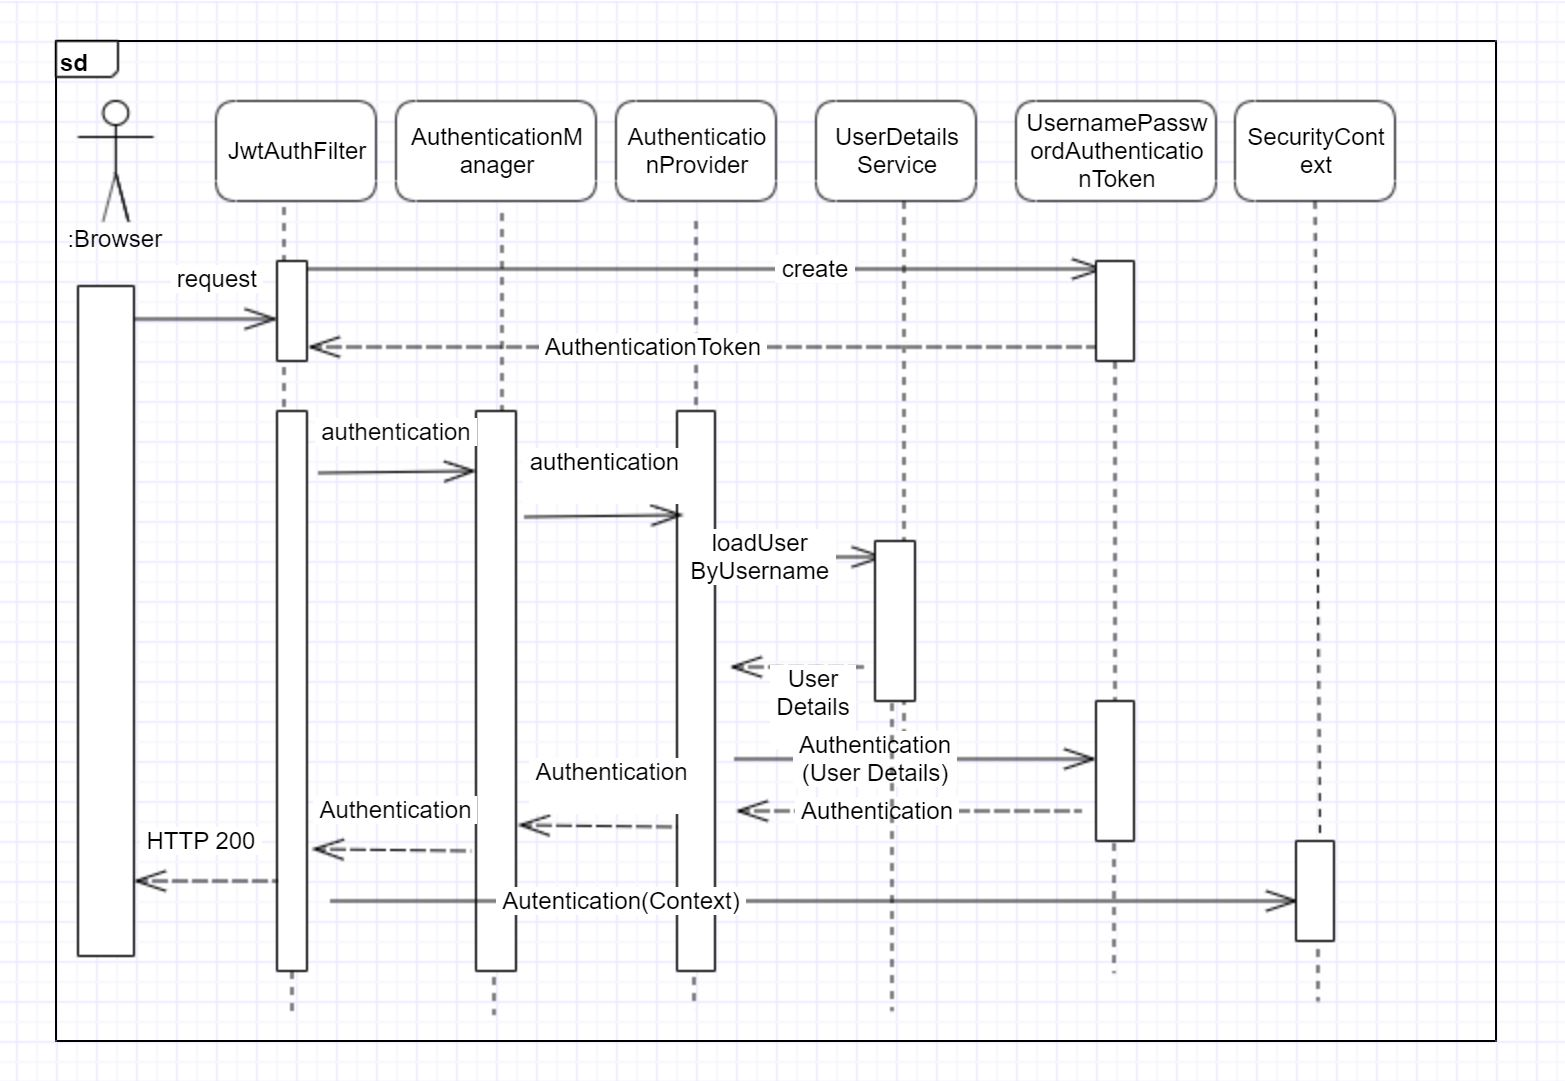 sd
:Browser
JwtAuthFilter
AuthenticationM
anager
Authenticatio
nProvider
UserDetails
Service
UsernamePassw
ordAuthenticatio
nToken
SecurityCont
ext
request
create
AuthenticationToken
authentication
authentication
loadUser
ByUsername
User
Details
Authentication
(User Details)
Authentication
Authentication
Authentication
HTTP 200
Autentication(Context)